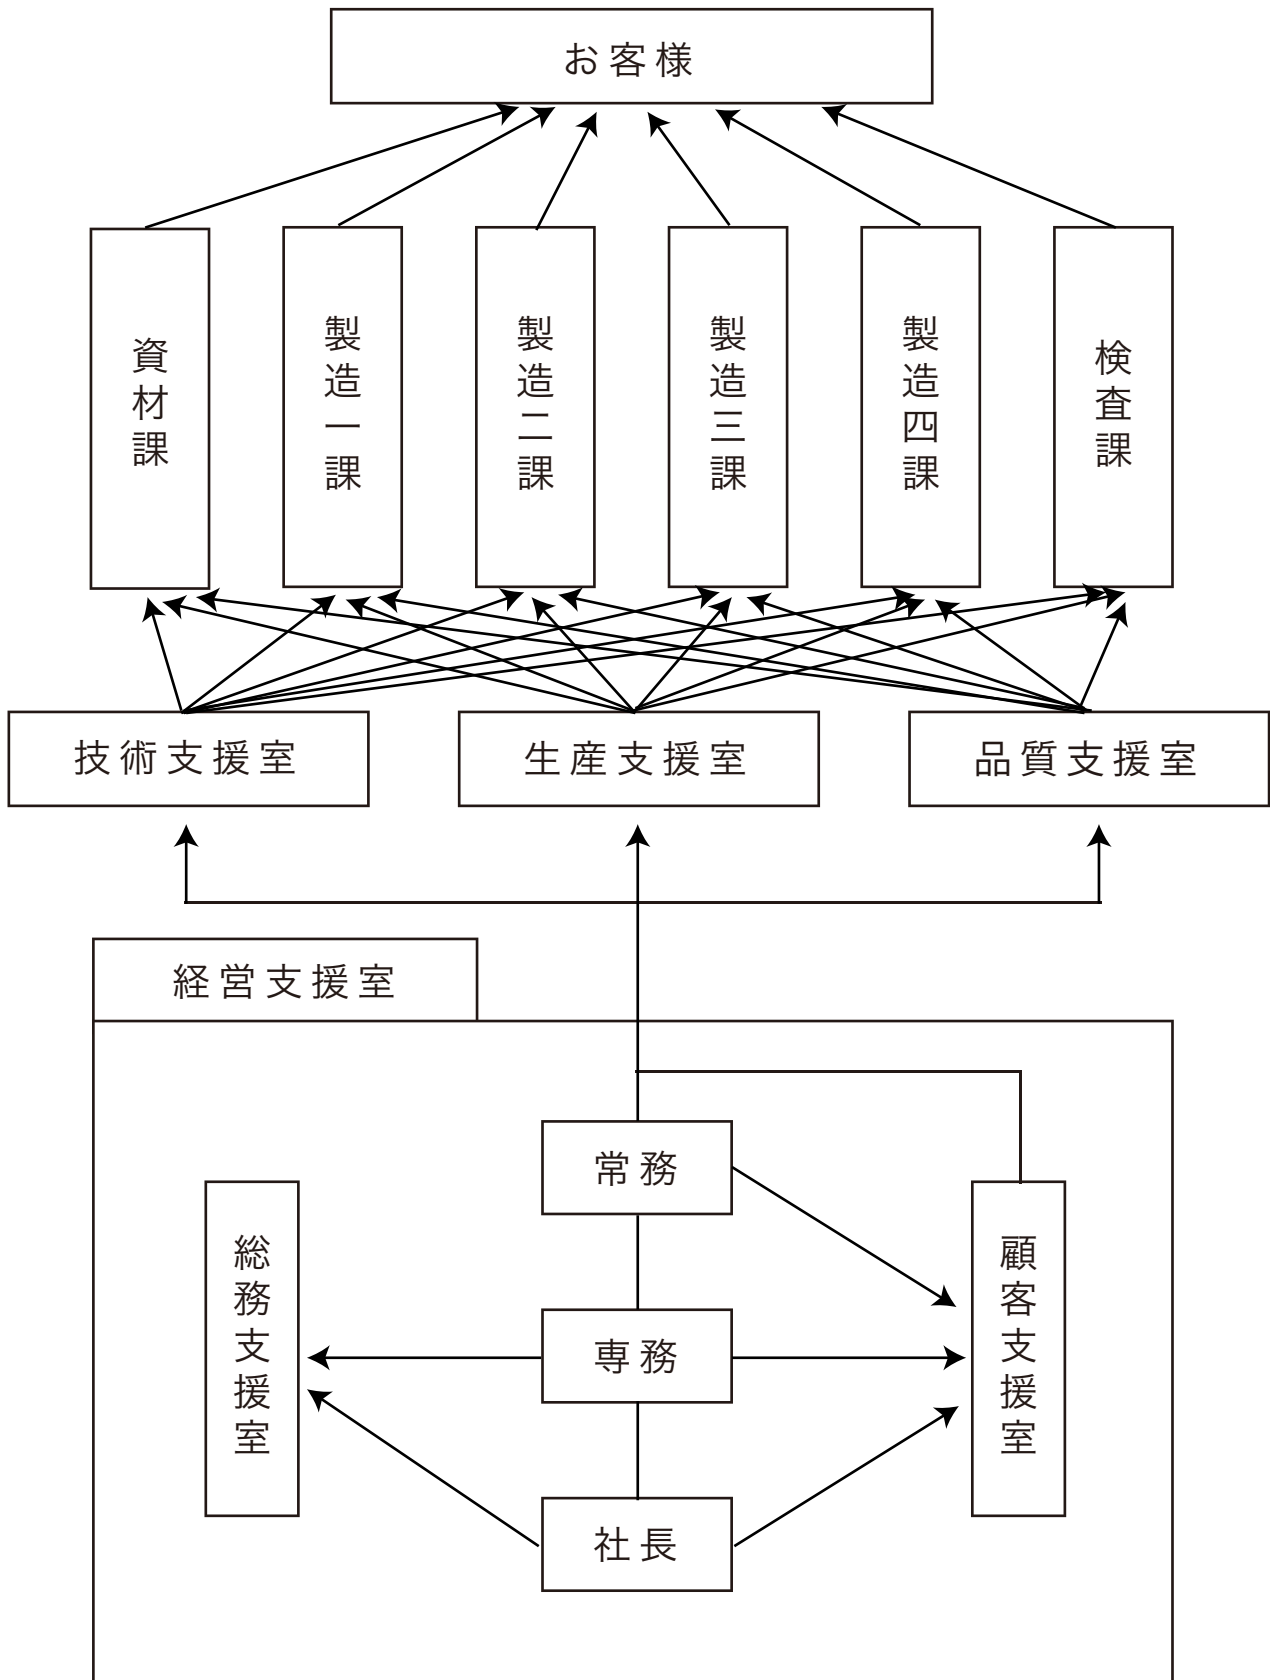 お客様
資材課
製造一課
製造二課
製造三課
製造四課
検査課
技術支援室
生産支援室
品質支援室
経営支援室
常務
総務支援室
顧客支援室
専務
社長